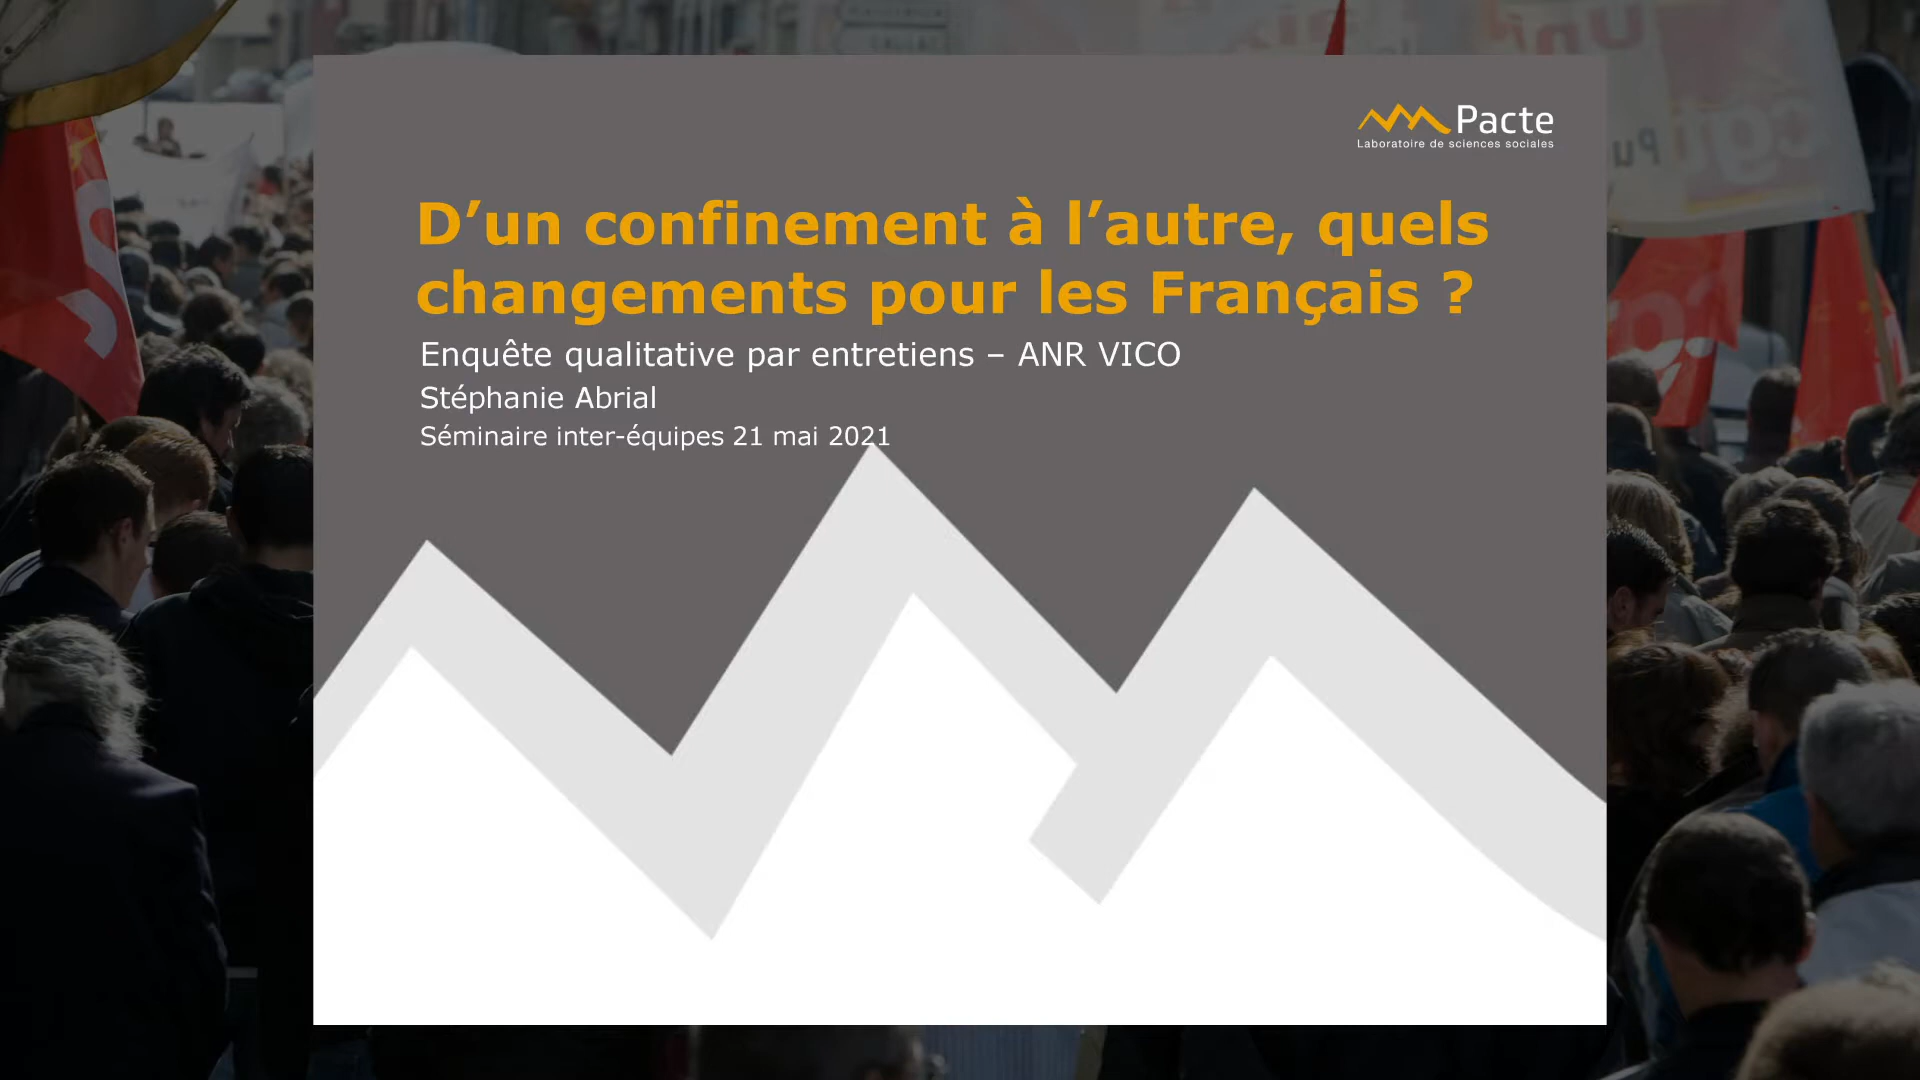 Pacte
Laboratoire de sciences sociales
D’un confinement à l’autre, quels
changements pour les Français ?
Enquête qualitative par entretiens – ANR VICO
Stéphanie Abrial
Séminaire inter-équipes 21 mai 2021